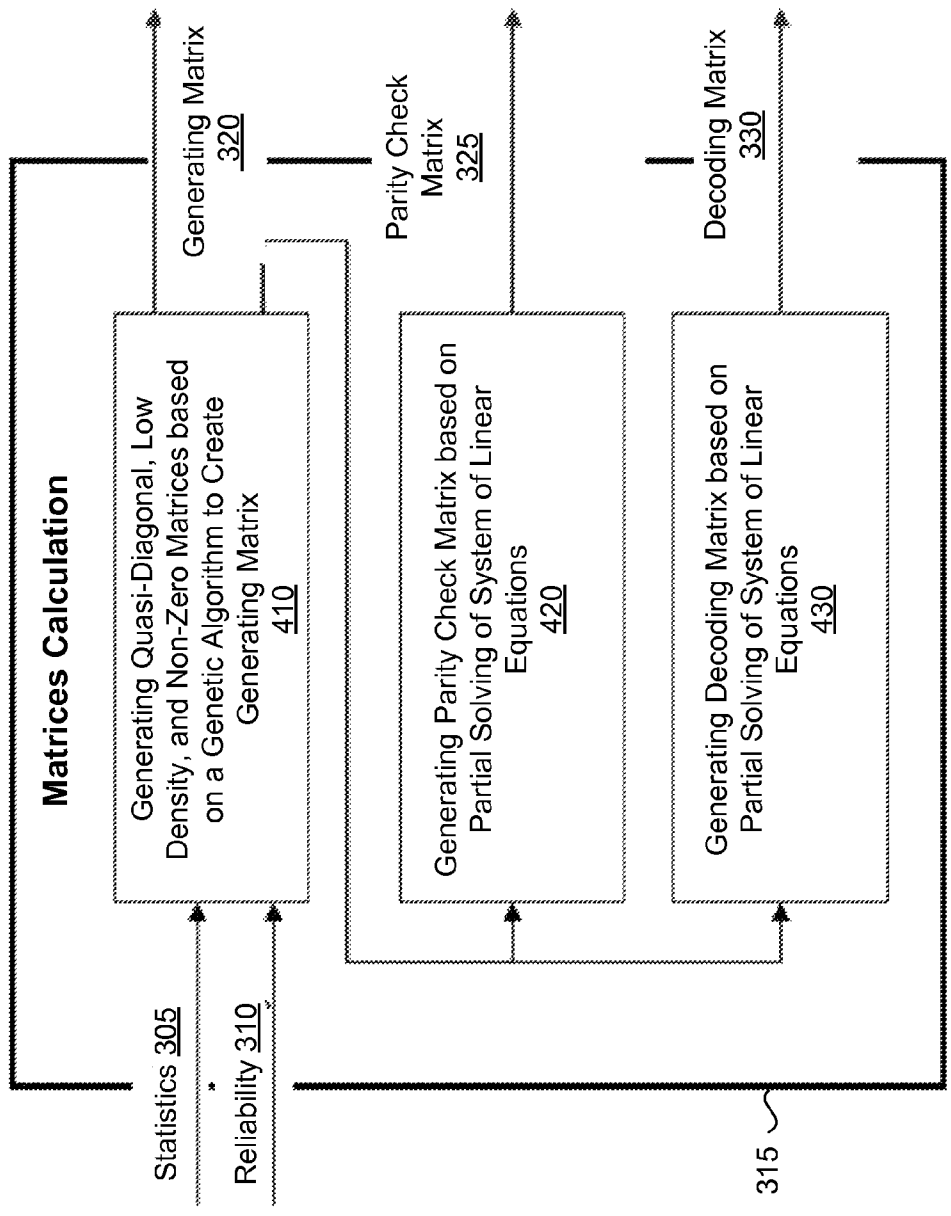 Matrices Calculation
Statistics 305
Reliability 310
Generating Quasi-Diagonal, Low
Density, and Non-Zero Matrices based
on a Genetic Algorithm to Create
Generating Matrix
410
Generating Matrix
320
Generating Parity Check Matrix based on
Partial Solving of System of Linear
Equations
420
Parity Check
Matrix
325
Generating Decoding Matrix based on
Partial Solving of System of Linear
Equations
430
Decoding Matrix
330
315